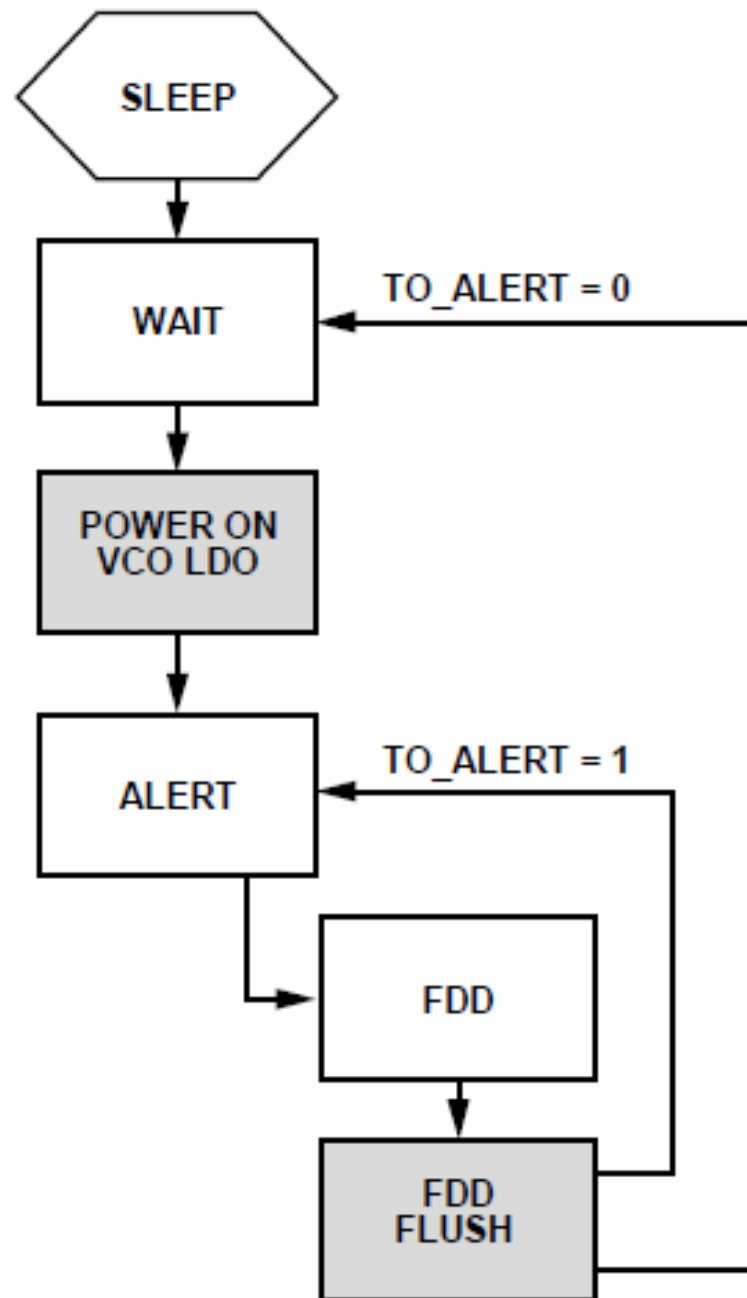 SLEEP
WAIT
TO_ALERT = 0
POWER ON
VCO LDO
ALERT
TO_ALERT = 1
FDD
FDD
FLUSH